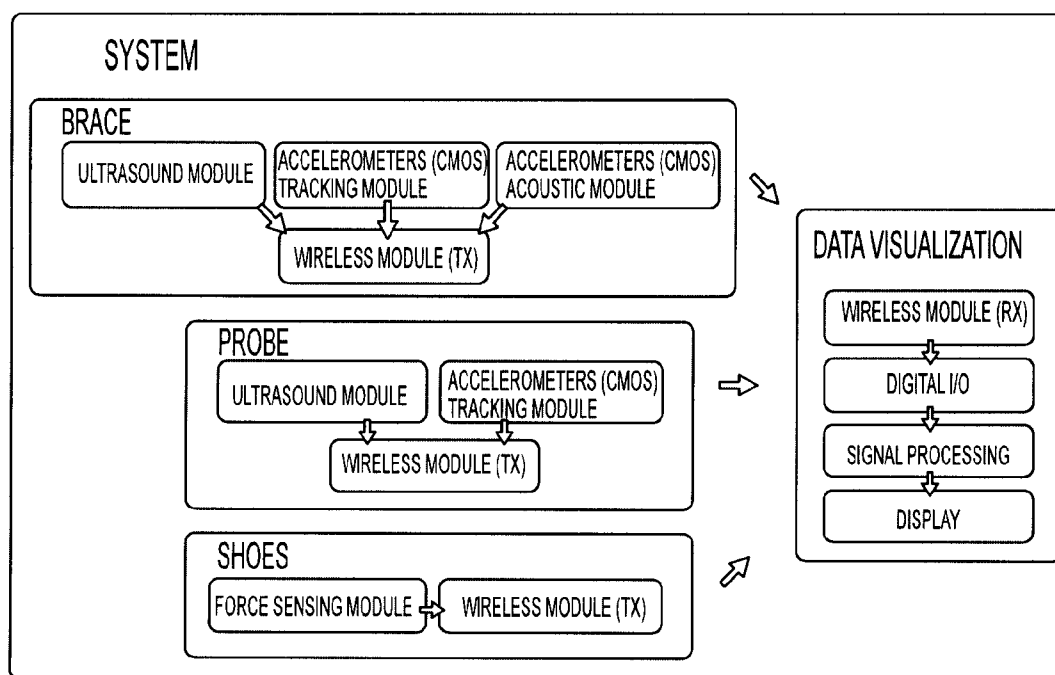 SYSTEM
BRACE
ULTRASOUND MODULE
ACCELEROMETERS (CMOS)
TRACKING MODULE
ACCELEROMETERS (CMOS)
ACOUSTIC MODULE
WIRELESS MODULE (TX)
PROBE
ULTRASOUND MODULE
ACCELEROMETERS (CMOS)
TRACKING MODULE
WIRELESS MODULE (TX)
SHOES
FORCE SENSING MODULE
WIRELESS MODULE (TX)
DATA VISUALIZATION
WIRELESS MODULE (RX)
DIGITAL I/O
SIGNAL PROCESSING
DISPLAY